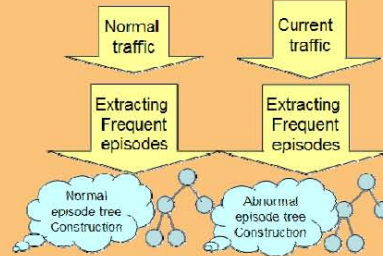 Normal
traffic
Current
traffic
Extracting
Frequent
episodes
Extracting
Frequent
episodes
Normal
episode tree
Construction
Abnormal
episode tree
Construction